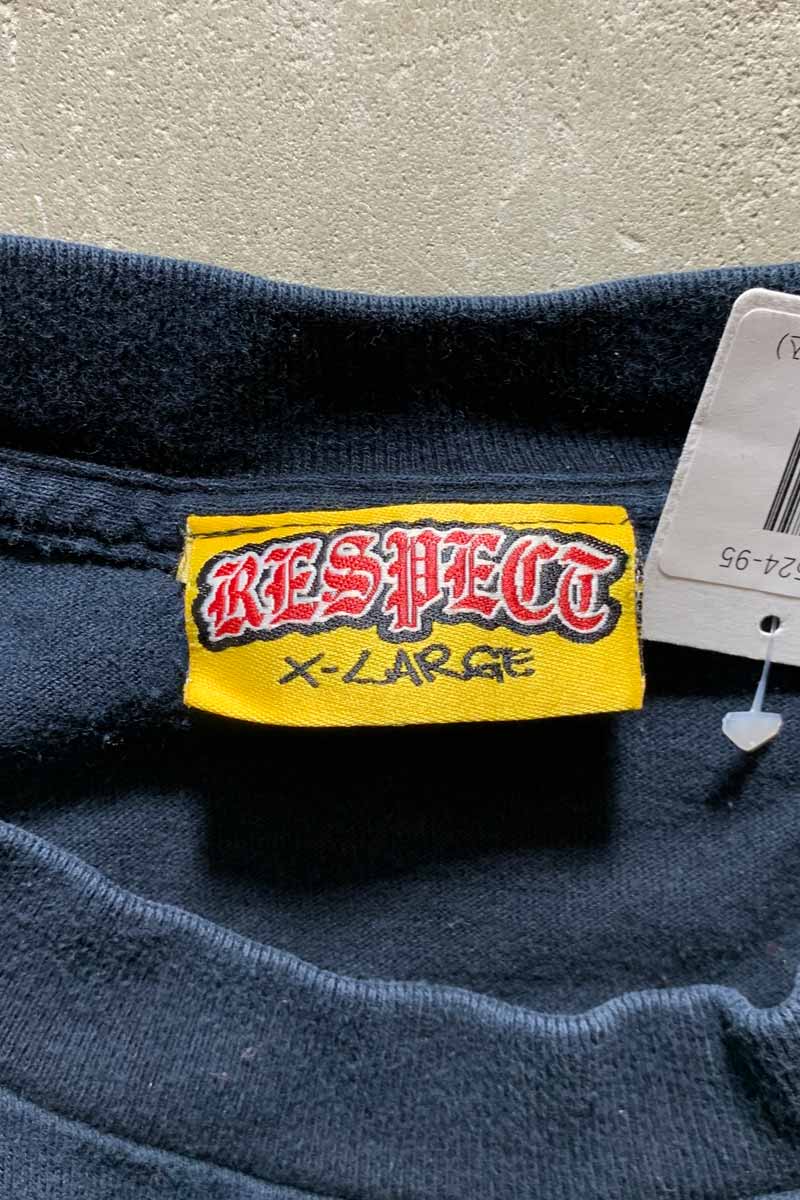 RESPECT
X-LARGE
524-95